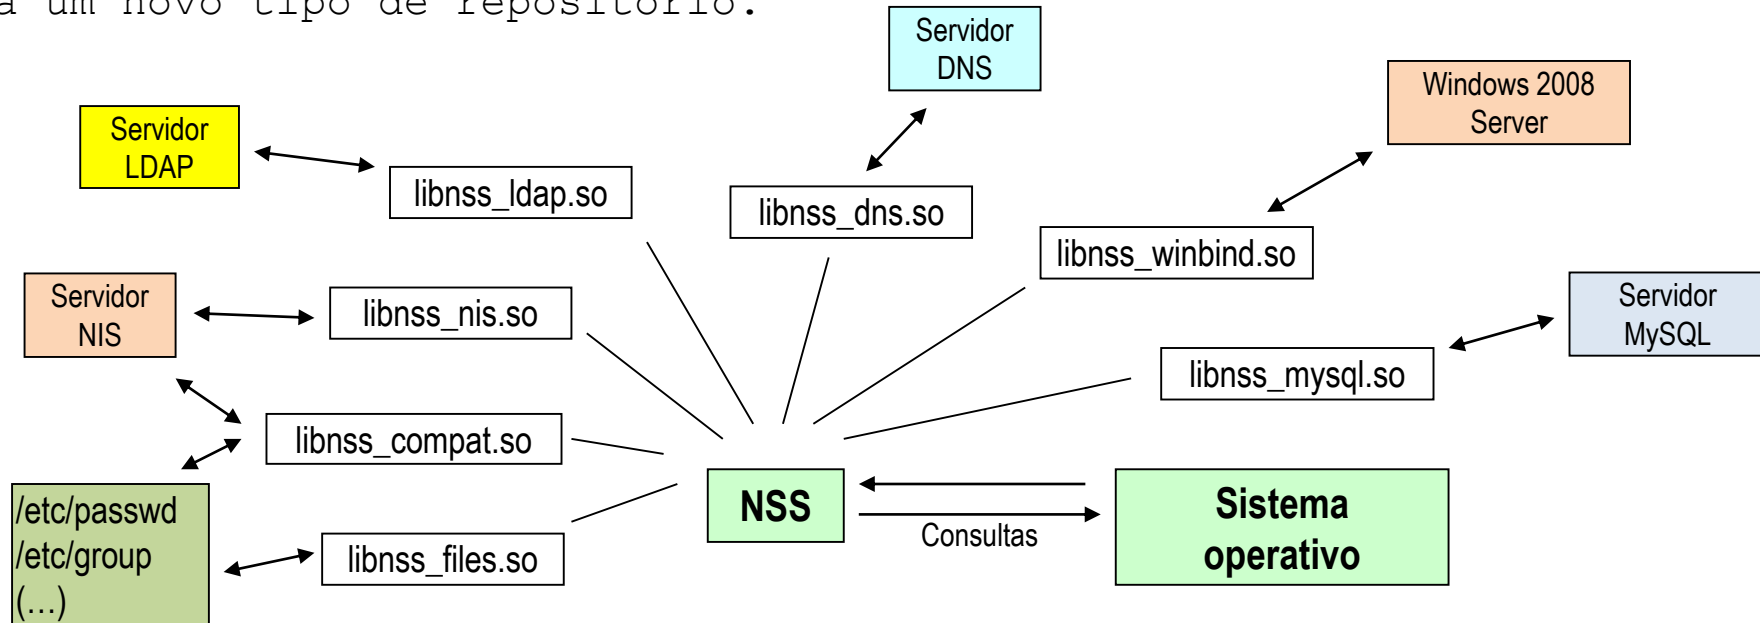 a um novo tipo de repositório.
Servidor
DNS
Windows 2008
Server
Servidor
LDAP
libnss_ldap.so
libnss_dns.so
libnss_winbind.so
Servidor
NIS
libnss_nis.so
Servidor
MySQL
libnss_mysql.so
libnss_compat.so
NSS
Consultas
Sistema
operativo
/etc/passwd
/etc/group
(...)
libnss_files.so